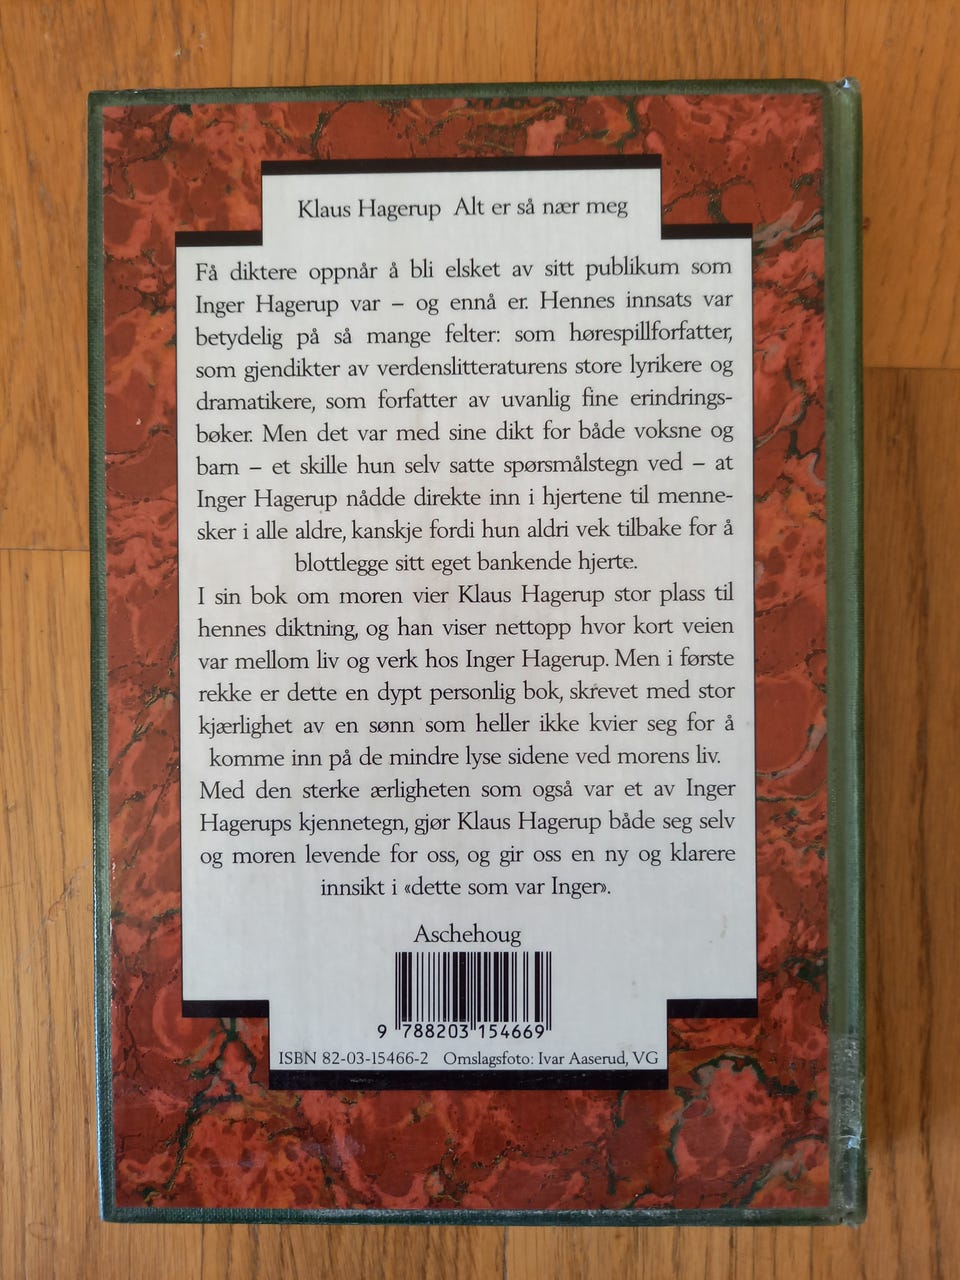 Klaus Hagerup Alt er så nær meg
Få diktere oppnår å bli elsket av sitt publikum som
Inger Hagerup var – og ennå er. Hennes innsats var
betydelig på så mange felter: som hørespillforfatter,
som gjendikter av verdenslitteraturens store lyrikere og
dramatikere, som forfatter av uvanlig fine erindrings-
bøker. Men det var med sine dikt for både voksne og
barn – et skille hun selv satte spørsmålstegn ved – at
Inger Hagerup nådde direkte inn i hjertene til menne-
sker i alle aldre, kanskje fordi hun aldri vek tilbake for å
blottlegge sitt eget bankende hjerte.
I sin bok om moren vier Klaus Hagerup stor plass til
hennes diktning, og han viser nettopp hvor kort veien
var mellom liv og verk hos Inger Hagerup. Men i første
rekke er dette en dypt personlig bok, skrevet med stor
kjærlighet av en sønn som heller ikke kvier seg for å
komme inn på de mindre lyse sidene ved morens liv.
Med den sterke ærligheten som også var et av Inger
Hagerups kjennetegn, gjør Klaus Hagerup både seg selv
og moren levende for oss, og gir oss en ny og klarere
innsikt i «dette som var Inger».
Aschehoug
9 788203 154669
ISBN 82-03-15466-2 Omslagsfoto: Ivar Aaserud, VG